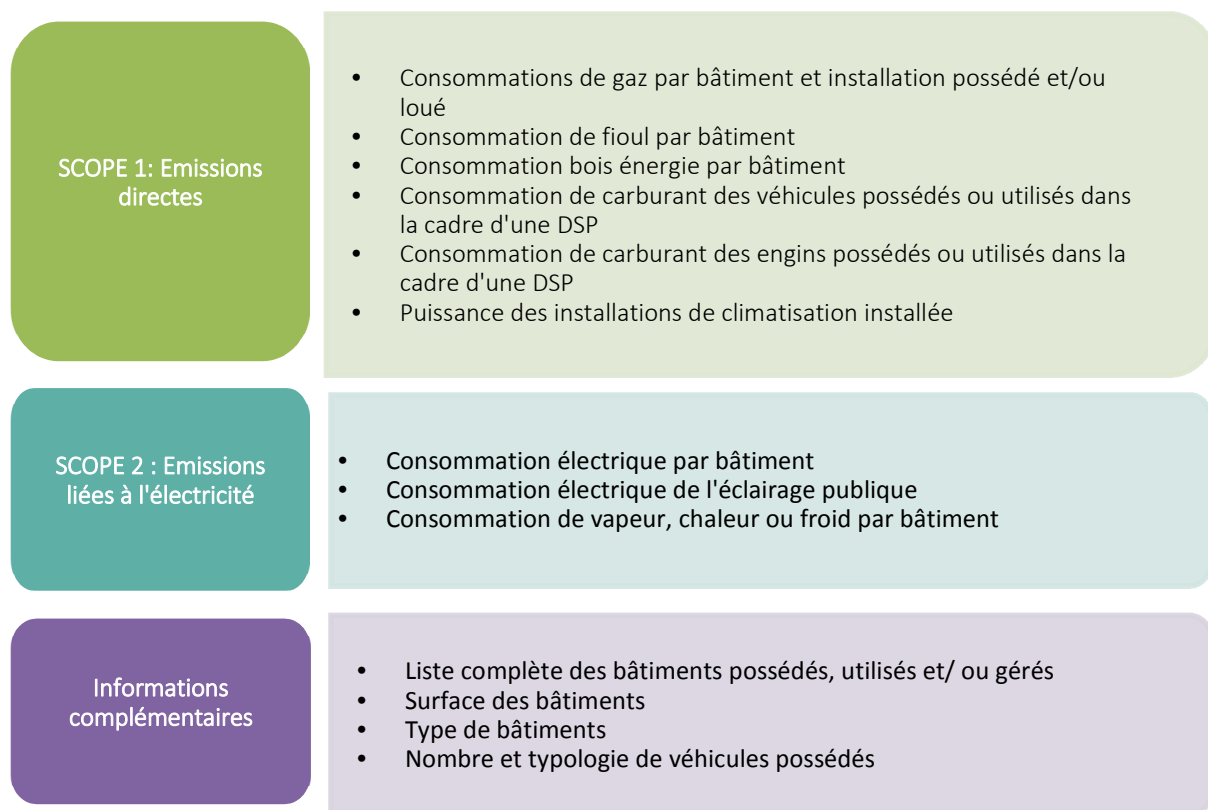 SCOPE 1: Emissions
directes
• Consommations de gaz par bâtiment et installation possédé et/ou
loué
• Consommation de fioul par bâtiment
• Consommation bois énergie par bâtiment
• Consommation de carburant des véhicules possédés ou utilisés dans
la cadre d'une DSP
• Consommation de carburant des engins possédés ou utilisés dans la
cadre d'une DSP
• Puissance des installations de climatisation installée
SCOPE 2 : Emissions
liées à l'électricité
• Consommation électrique par bâtiment
• Consommation électrique de l'éclairage publique
• Consommation de vapeur, chaleur ou froid par bâtiment
Informations
complémentaires
• Liste complète des bâtiments possédés, utilisés et/ ou gérés
• Surface des bâtiments
• Type de bâtiments
• Nombre et typologie de véhicules possédés